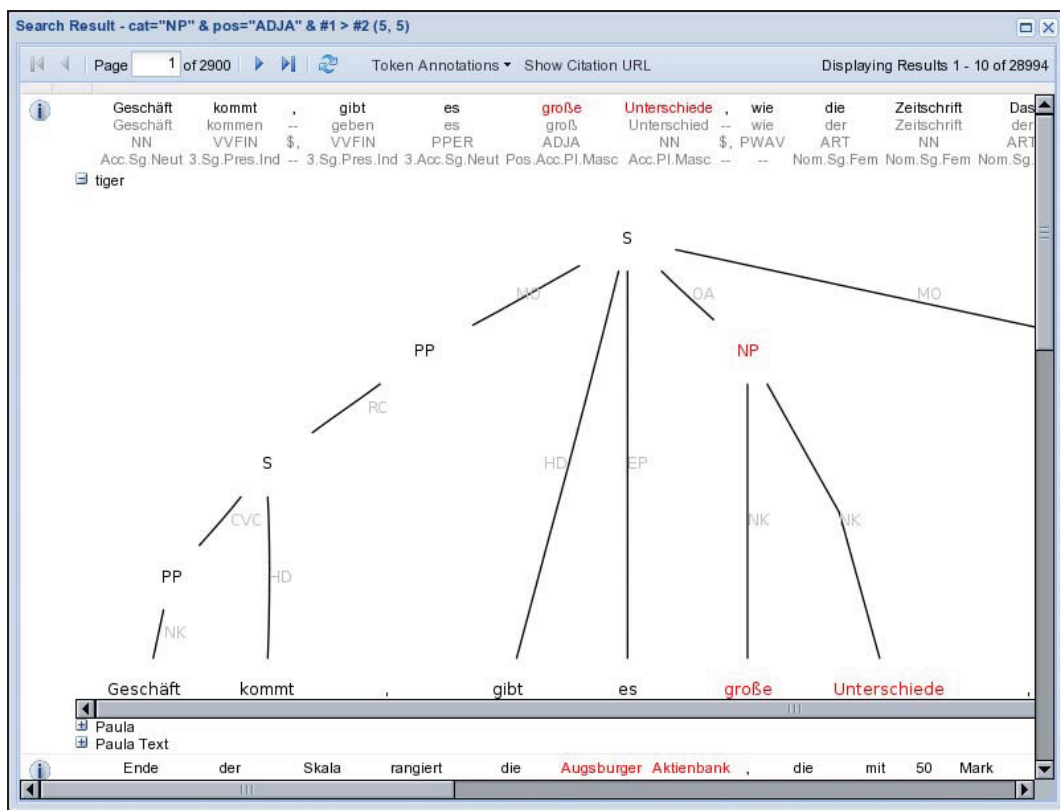 Search Result - cat="NP" & pos="ADJA" & #1 > #2 (5, 5)
Page 1 of 2900 Token Annotations Show Citation URL Displaying Results 1 - 10 of 28994
Geschäft kommt , gibt es große Unterschiede , wie die Zeitschrift Das
Geschäft kommen -- geben es groß Unterschied -- wie der Zeitschrift der
NN VVFIN $, VVFIN PPER ADJA NN $, PWAV ART NN ART
Acc.Sg.Neut 3.Sg.Pres.Ind -- 3.Sg.Pres.Ind 3.Acc.Sg.Neut Pos.Acc.Pl.Masc Acc.Pl.Masc -- -- Nom.Sg.Fem Nom.Sg.Fem Nom.Sg.
tiger
S
MO OA MO
PP NP
RC
S HD EP
CVC NK NK
PP HD
NK
Geschäft kommt , gibt es große Unterschiede ,
Paula
Paula Text
Ende der Skala rangiert die Augsburger Aktienbank , die mit 50 Mark